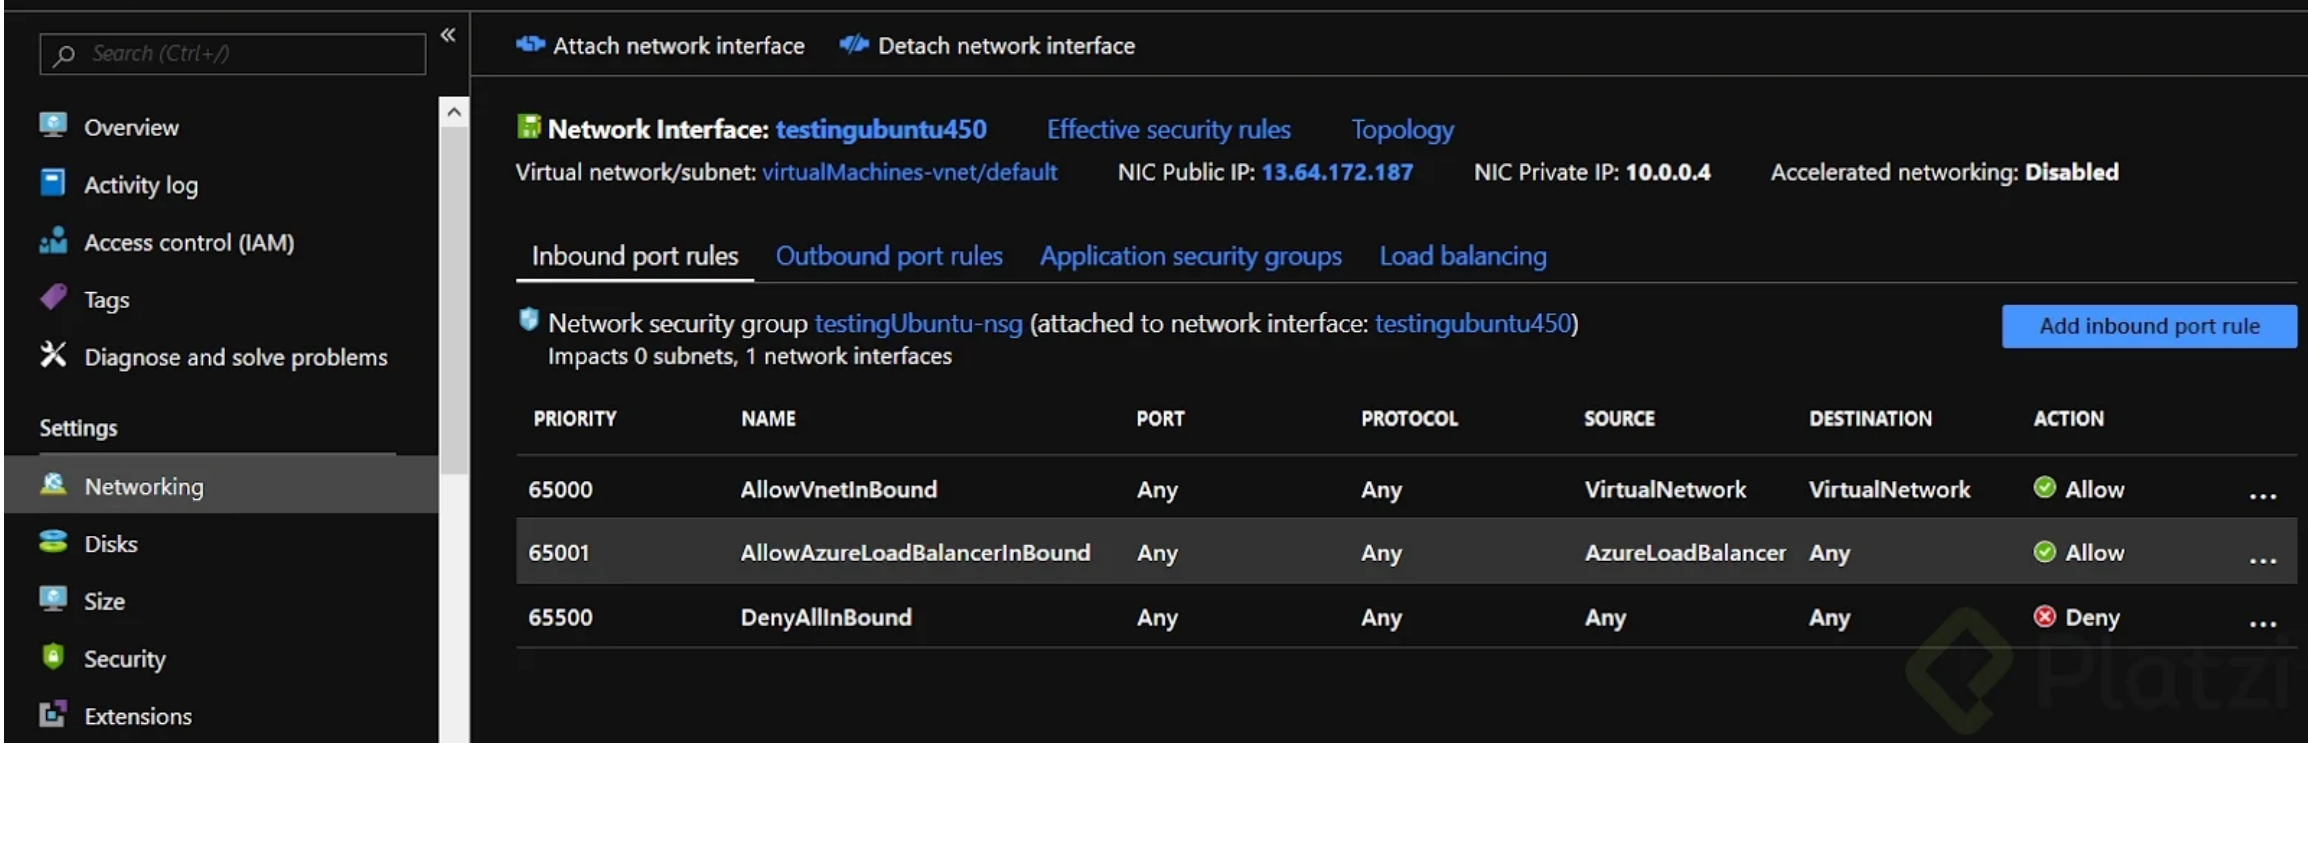 Search (Ctrl+/)
«
Overview
Activity log
Access control (IAM)
Tags
Diagnose and solve problems
Settings
Networking
Disks
Size
Security
Extensions
Attach network interface Detach network interface
Network Interface: testingubuntu450 Effective security rules Topology
Virtual network/subnet: virtualMachines-vnet/default NIC Public IP: 13.64.172.187 NIC Private IP: 10.0.0.4 Accelerated networking: Disabled
Inbound port rules Outbound port rules Application security groups Load balancing
Network security group testingUbuntu-nsg (attached to network interface: testingubuntu450)
Impacts 0 subnets, 1 network interfaces
Add inbound port rule
PRIORITY NAME PORT PROTOCOL SOURCE DESTINATION ACTION
65000 AllowVnetInBound Any Any VirtualNetwork VirtualNetwork Allow ...
65001 AllowAzureLoadBalancerInBound Any Any AzureLoadBalancer Any Allow ...
65500 DenyAllInBound Any Any Any Any Deny ...
Platzi